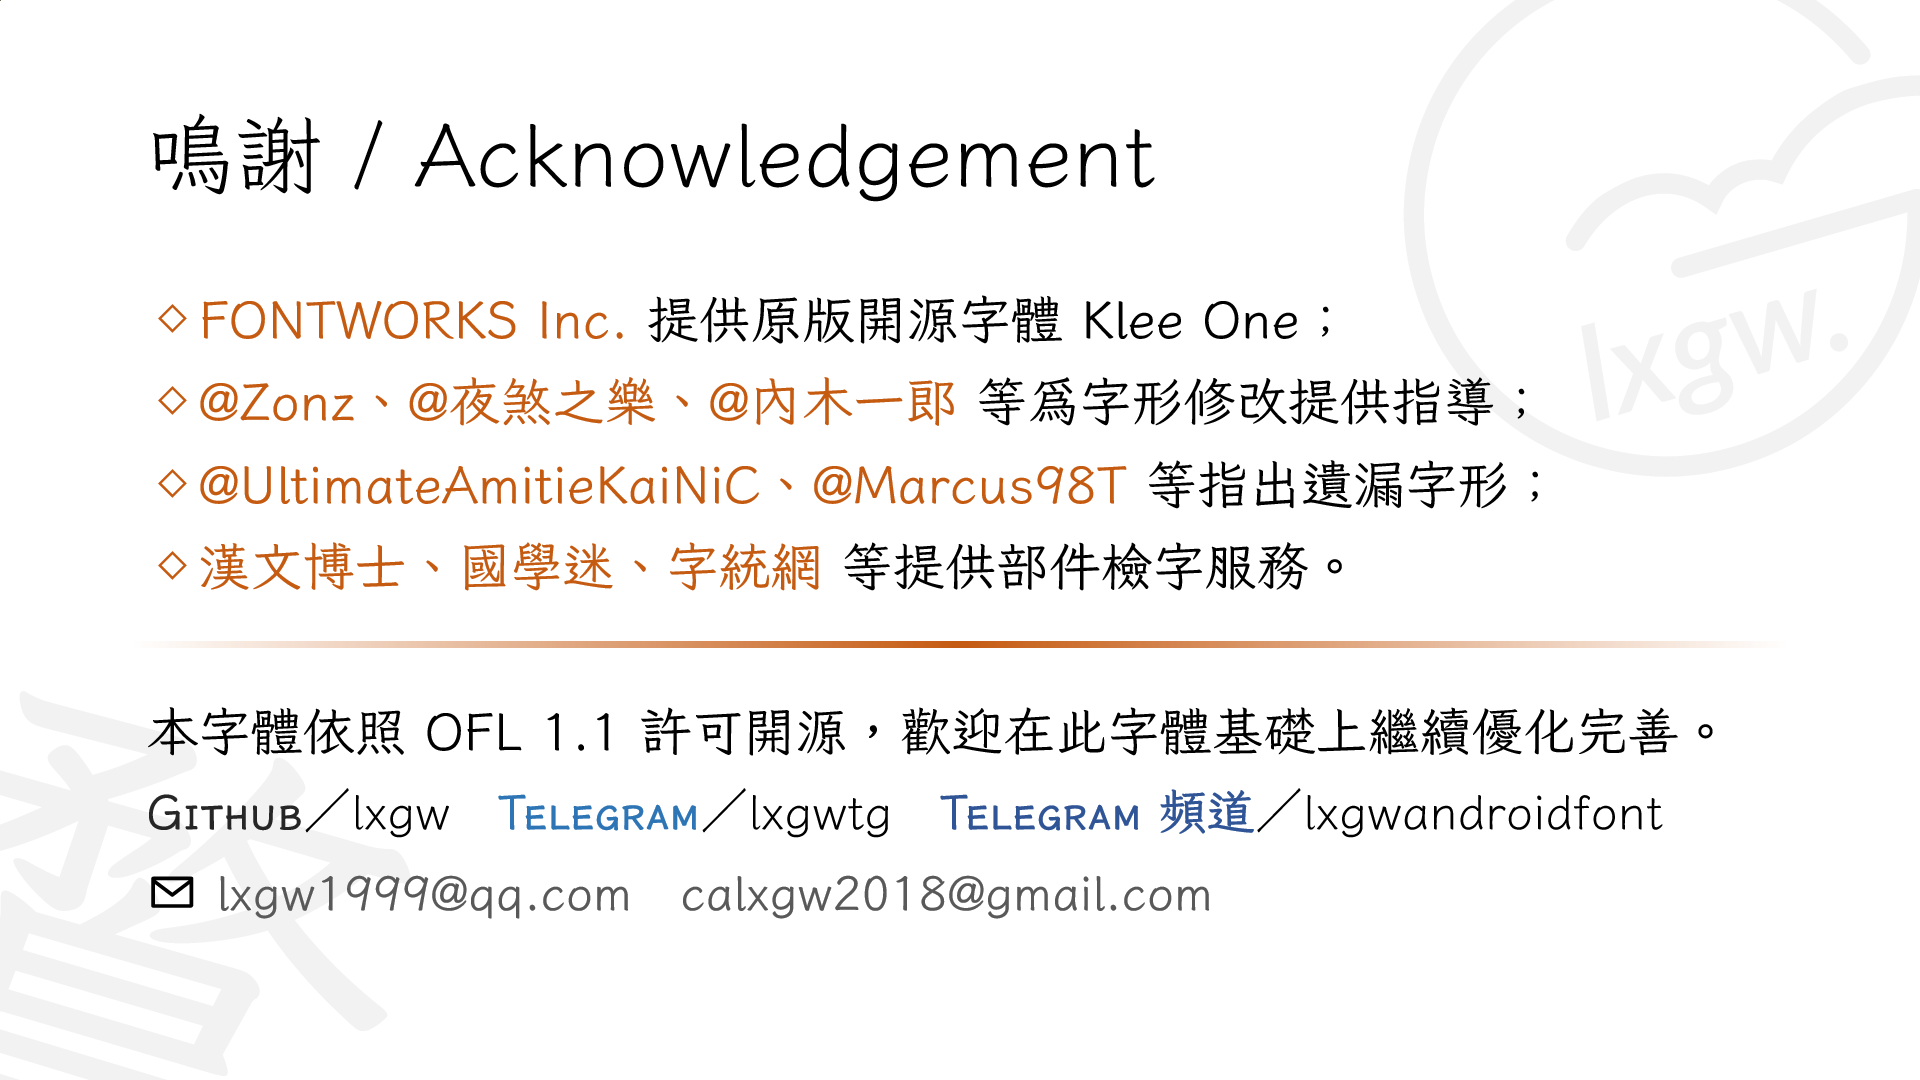 鳴謝 / Acknowledgement
lxgw.
◇FONTWORKS Inc. 提供原版開源字體 Klee One；
◇@Zonz、@夜煞之樂、@內木一郎 等爲字形修改提供指導；
◇@UltimateAmitieKaiNiC、@Marcus98T 等指出遺漏字形；
◇漢文博士、國學迷、字統網 等提供部件檢字服務。
本字體依照 OFL 1.1 許可開源，歡迎在此字體基礎上繼續優化完善。
GITHUB／lxgw　TELEGRAM／lxgwtg　TELEGRAM 頻道／lxgwandroidfont
lxgw1999@qq.com　calxgw2018@gmail.com